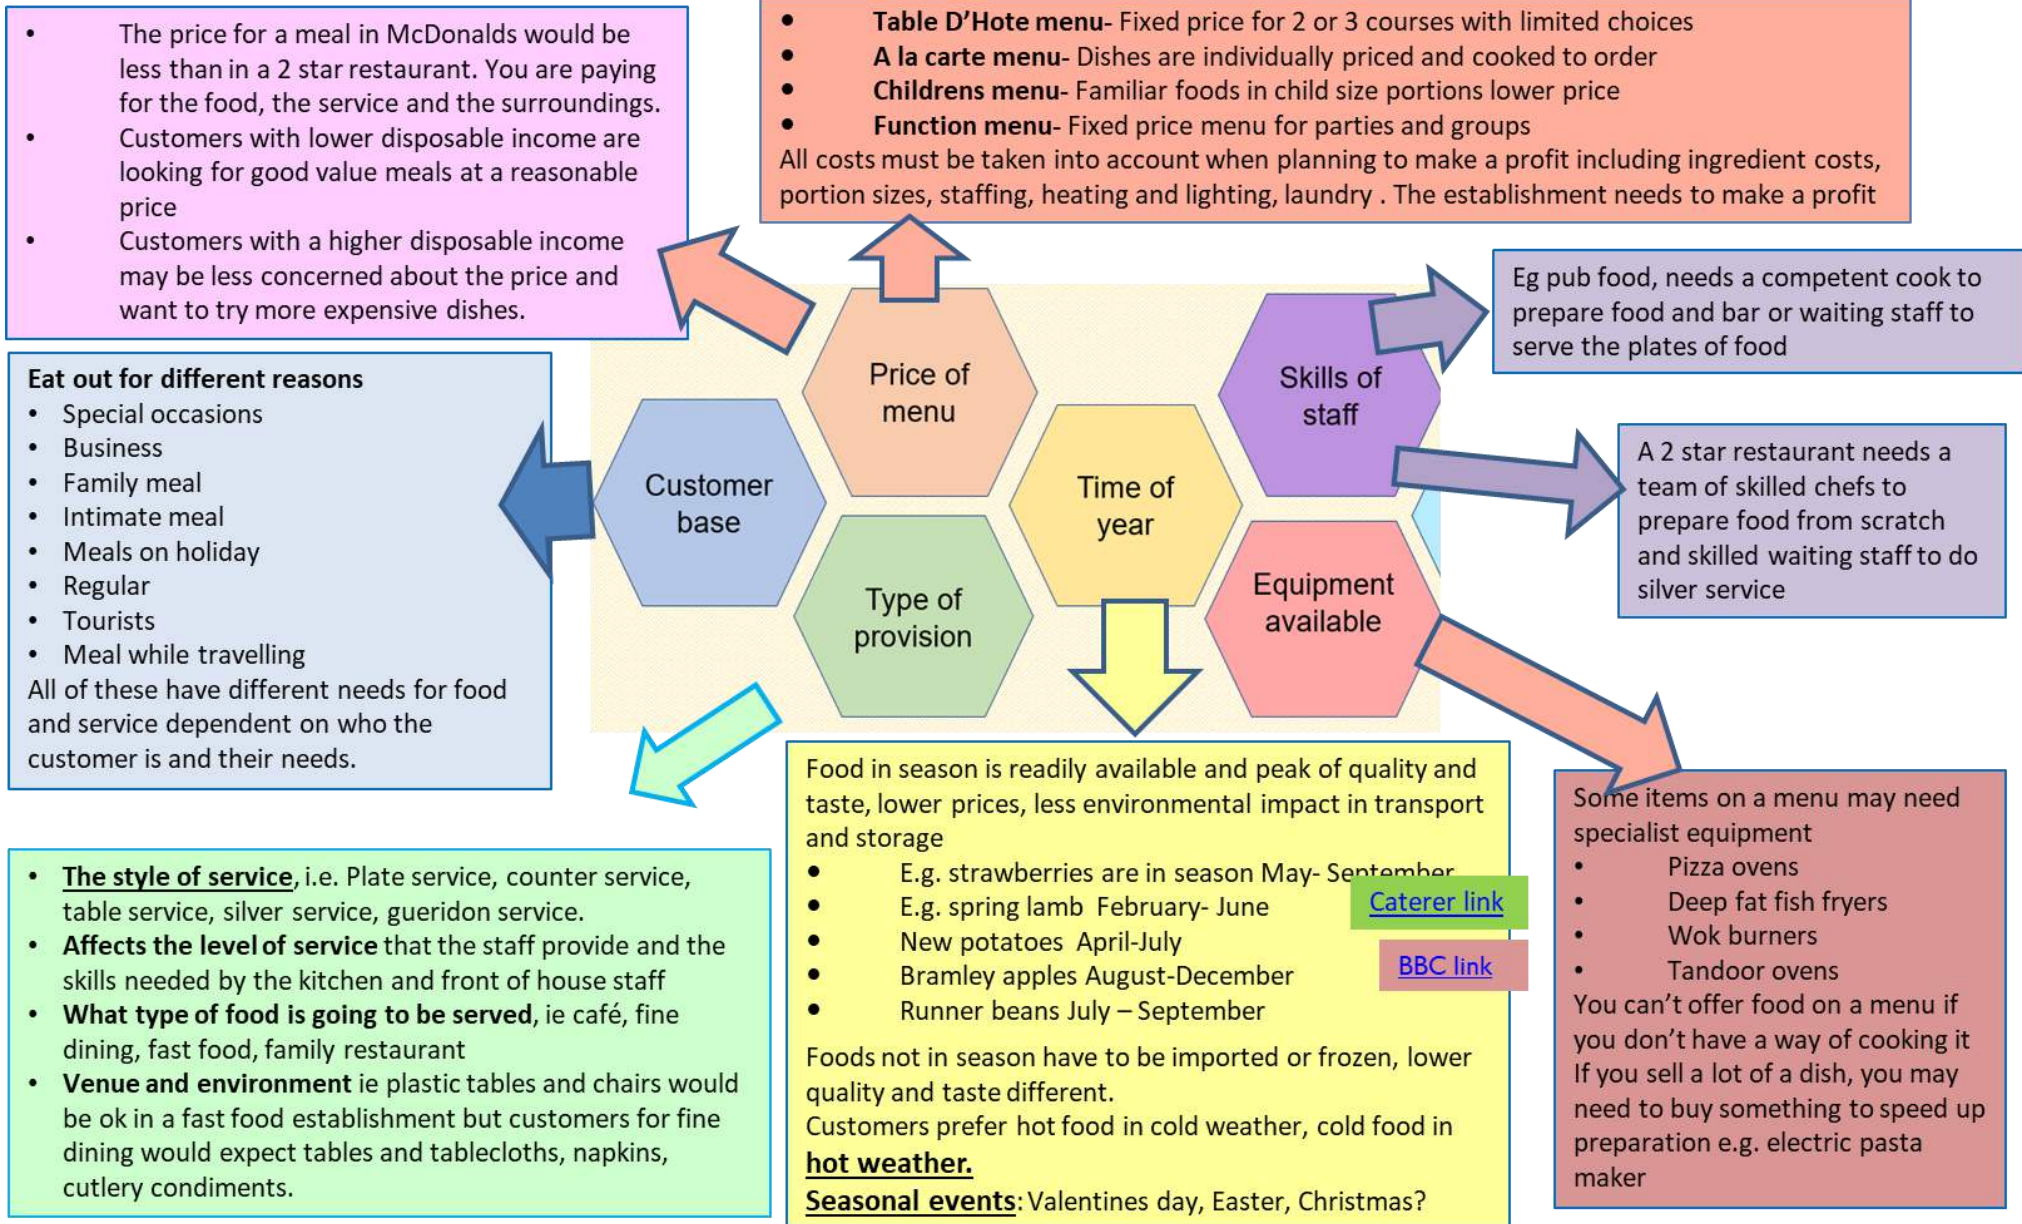 • The price for a meal in McDonalds would be
less than in a 2 star restaurant. You are paying
for the food, the service and the surroundings.
• Customers with lower disposable income are
looking for good value meals at a reasonable
price
• Customers with a higher disposable income
may be less concerned about the price and
want to try more expensive dishes.
• Table D’Hote menu- Fixed price for 2 or 3 courses with limited choices
• A la carte menu- Dishes are individually priced and cooked to order
• Childrens menu- Familiar foods in child size portions lower price
• Function menu- Fixed price menu for parties and groups
All costs must be taken into account when planning to make a profit including ingredient costs,
portion sizes, staffing, heating and lighting, laundry . The establishment needs to make a profit
Eg pub food, needs a competent cook to
prepare food and bar or waiting staff to
serve the plates of food
Eat out for different reasons
• Special occasions
• Business
• Family meal
• Intimate meal
• Meals on holiday
• Regular
• Tourists
• Meal while travelling
All of these have different needs for food
and service dependent on who the
customer is and their needs.
Customer
base
Price of
menu
Type of
provision
Time of
year
Skills of
staff
Equipment
available
A 2 star restaurant needs a
team of skilled chefs to
prepare food from scratch
and skilled waiting staff to do
silver service
• The style of service, i.e. Plate service, counter service,
table service, silver service, gueridon service.
• Affects the level of service that the staff provide and the
skills needed by the kitchen and front of house staff
• What type of food is going to be served, ie café, fine
dining, fast food, family restaurant
• Venue and environment ie plastic tables and chairs would
be ok in a fast food establishment but customers for fine
dining would expect tables and tablecloths, napkins,
cutlery condiments.
Food in season is readily available and peak of quality and
taste, lower prices, less environmental impact in transport
and storage
• E.g. strawberries are in season May- September
• E.g. spring lamb February- June
• New potatoes April-July
• Bramley apples August-December
• Runner beans July – September
Foods not in season have to be imported or frozen, lower
quality and taste different.
Customers prefer hot food in cold weather, cold food in
hot weather.
Seasonal events: Valentines day, Easter, Christmas?
Caterer link
BBC link
Some items on a menu may need
specialist equipment
• Pizza ovens
• Deep fat fish fryers
• Wok burners
• Tandoor ovens
You can’t offer food on a menu if
you don’t have a way of cooking it
If you sell a lot of a dish, you may
need to buy something to speed up
preparation e.g. electric pasta
maker